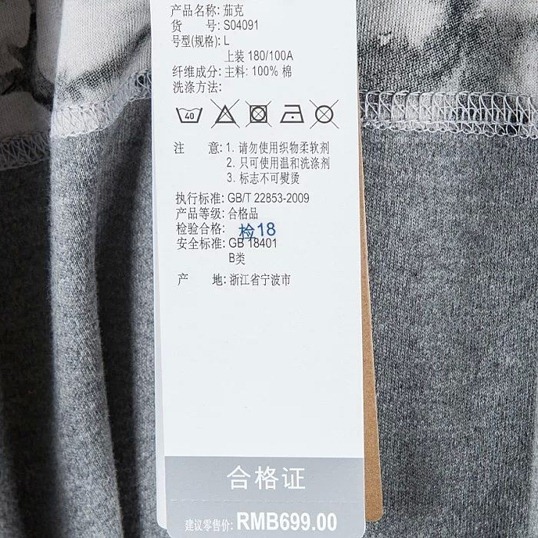 产品名称: 茄克
货 号: S04091
号型(规格): L
上装 180/100A
纤维成分: 主料: 100% 棉
洗涤方法:
40
注 意: 1. 请勿使用织物柔软剂
2. 只可使用温和洗涤剂
3. 标志不可熨烫
执行标准: GB/T 22853-2009
产品等级: 合格品
检验合格: 检18
安全标准: GB 18401
B类
产 地: 浙江省宁波市
合格证
建议零售价: RMB699.00